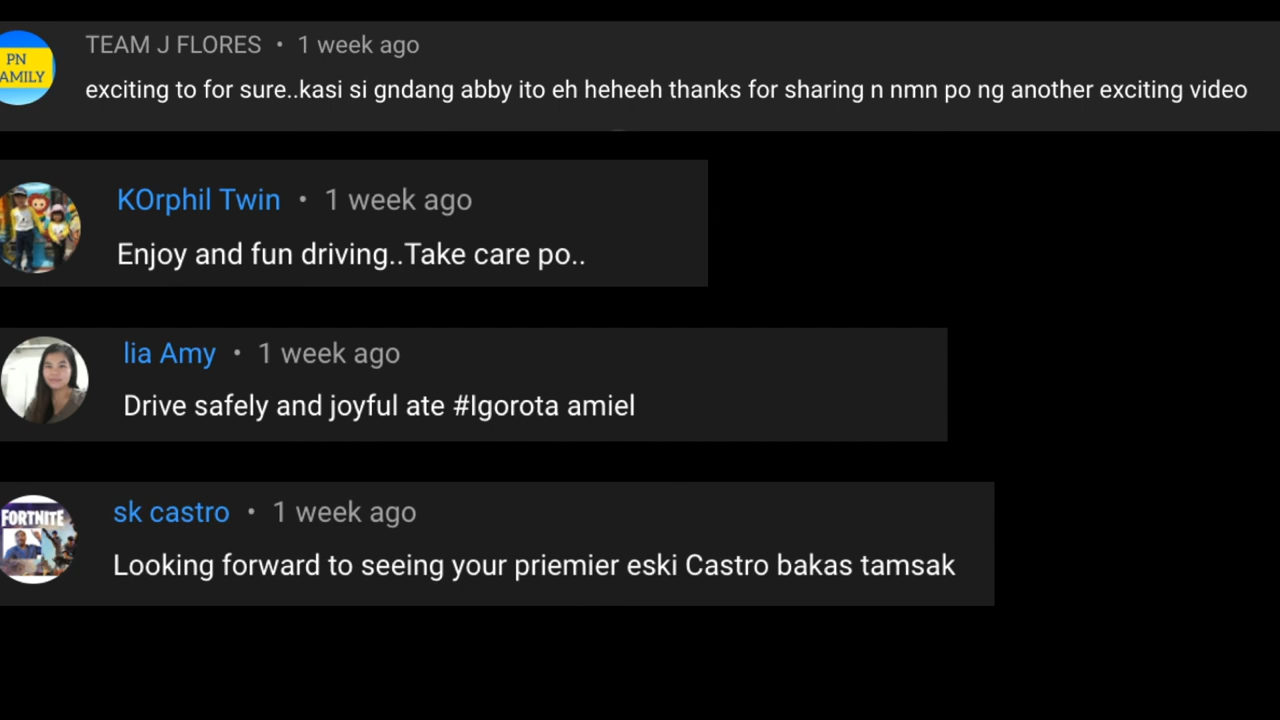 PN
AMILY
TEAM J FLORES • 1 week ago
exciting to for sure..kasi si gndang abby ito eh heheeh thanks for sharing n nmn po ng another exciting video
KOrphil Twin • 1 week ago
Enjoy and fun driving..Take care po..
lia Amy • 1 week ago
Drive safely and joyful ate #Igorota amiel
FORTNITE
sk castro • 1 week ago
Looking forward to seeing your priemier eski Castro bakas tamsak